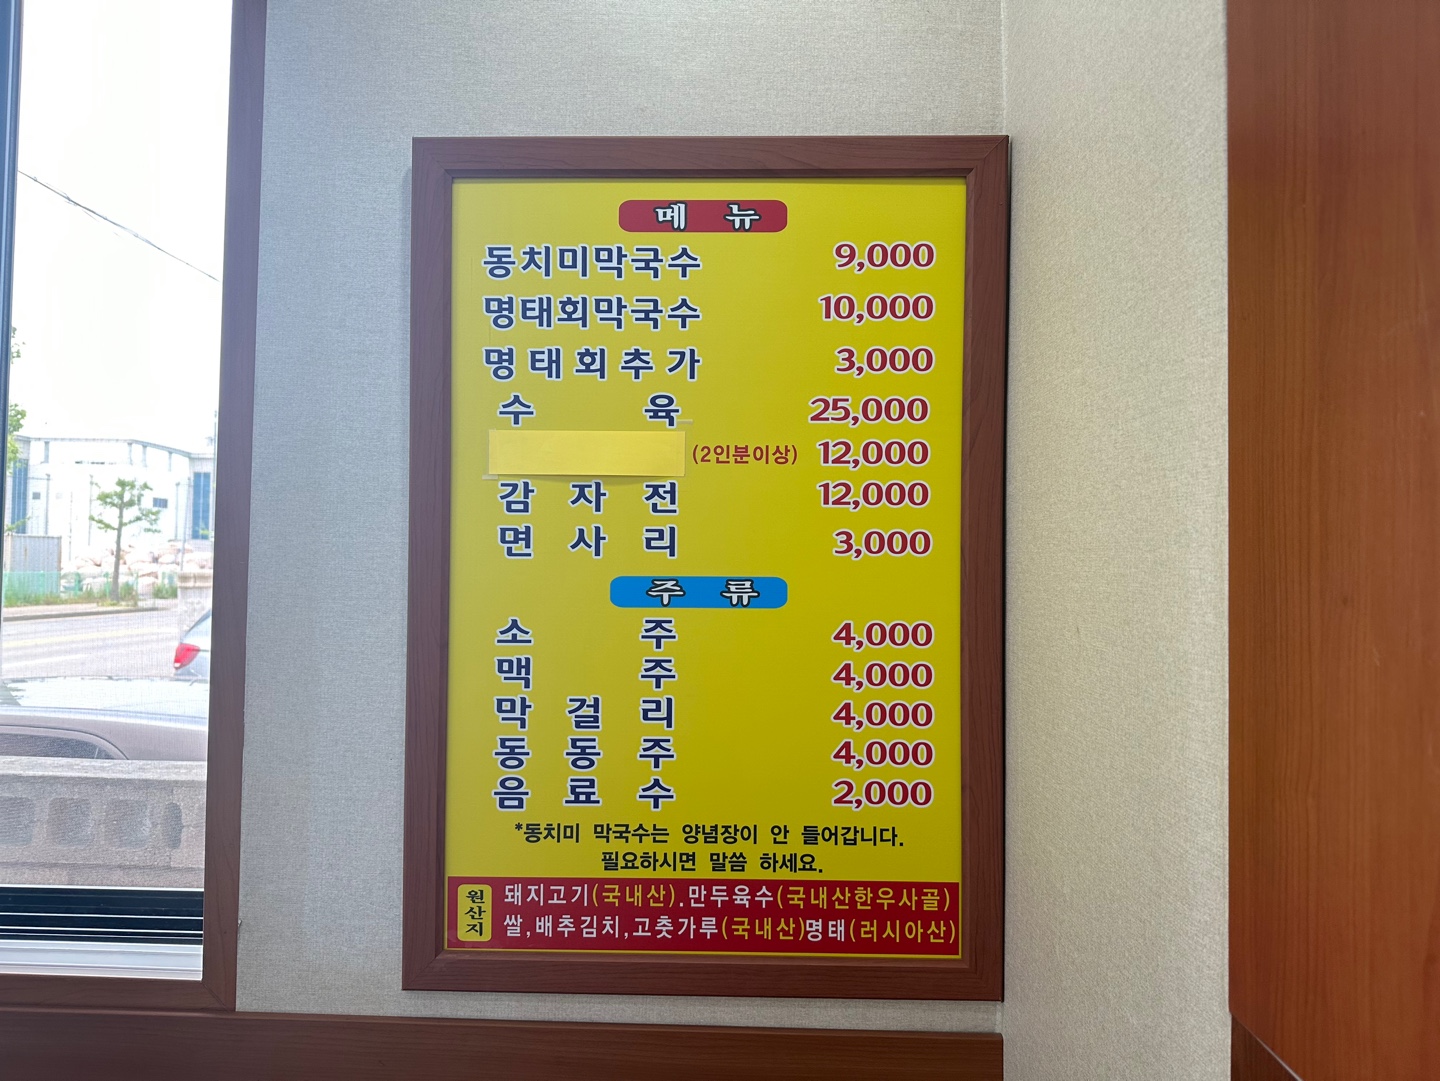 메 뉴
동치미막국수 9,000
명태회막국수 10,000
명태회추가 3,000
수 육 25,000
(2인분이상) 12,000
감 자 전 12,000
면 사 리 3,000
주 류
소 주 4,000
맥 주 4,000
막 걸 리 4,000
동 동 주 4,000
음 료 수 2,000
*동치미 막국수는 양념장이 안 들어갑니다.
필요하시면 말씀 하세요.
원산지
돼지고기(국내산).만두육수(국내산한우사골)
쌀,배추김치,고춧가루(국내산)명태(러시아산)